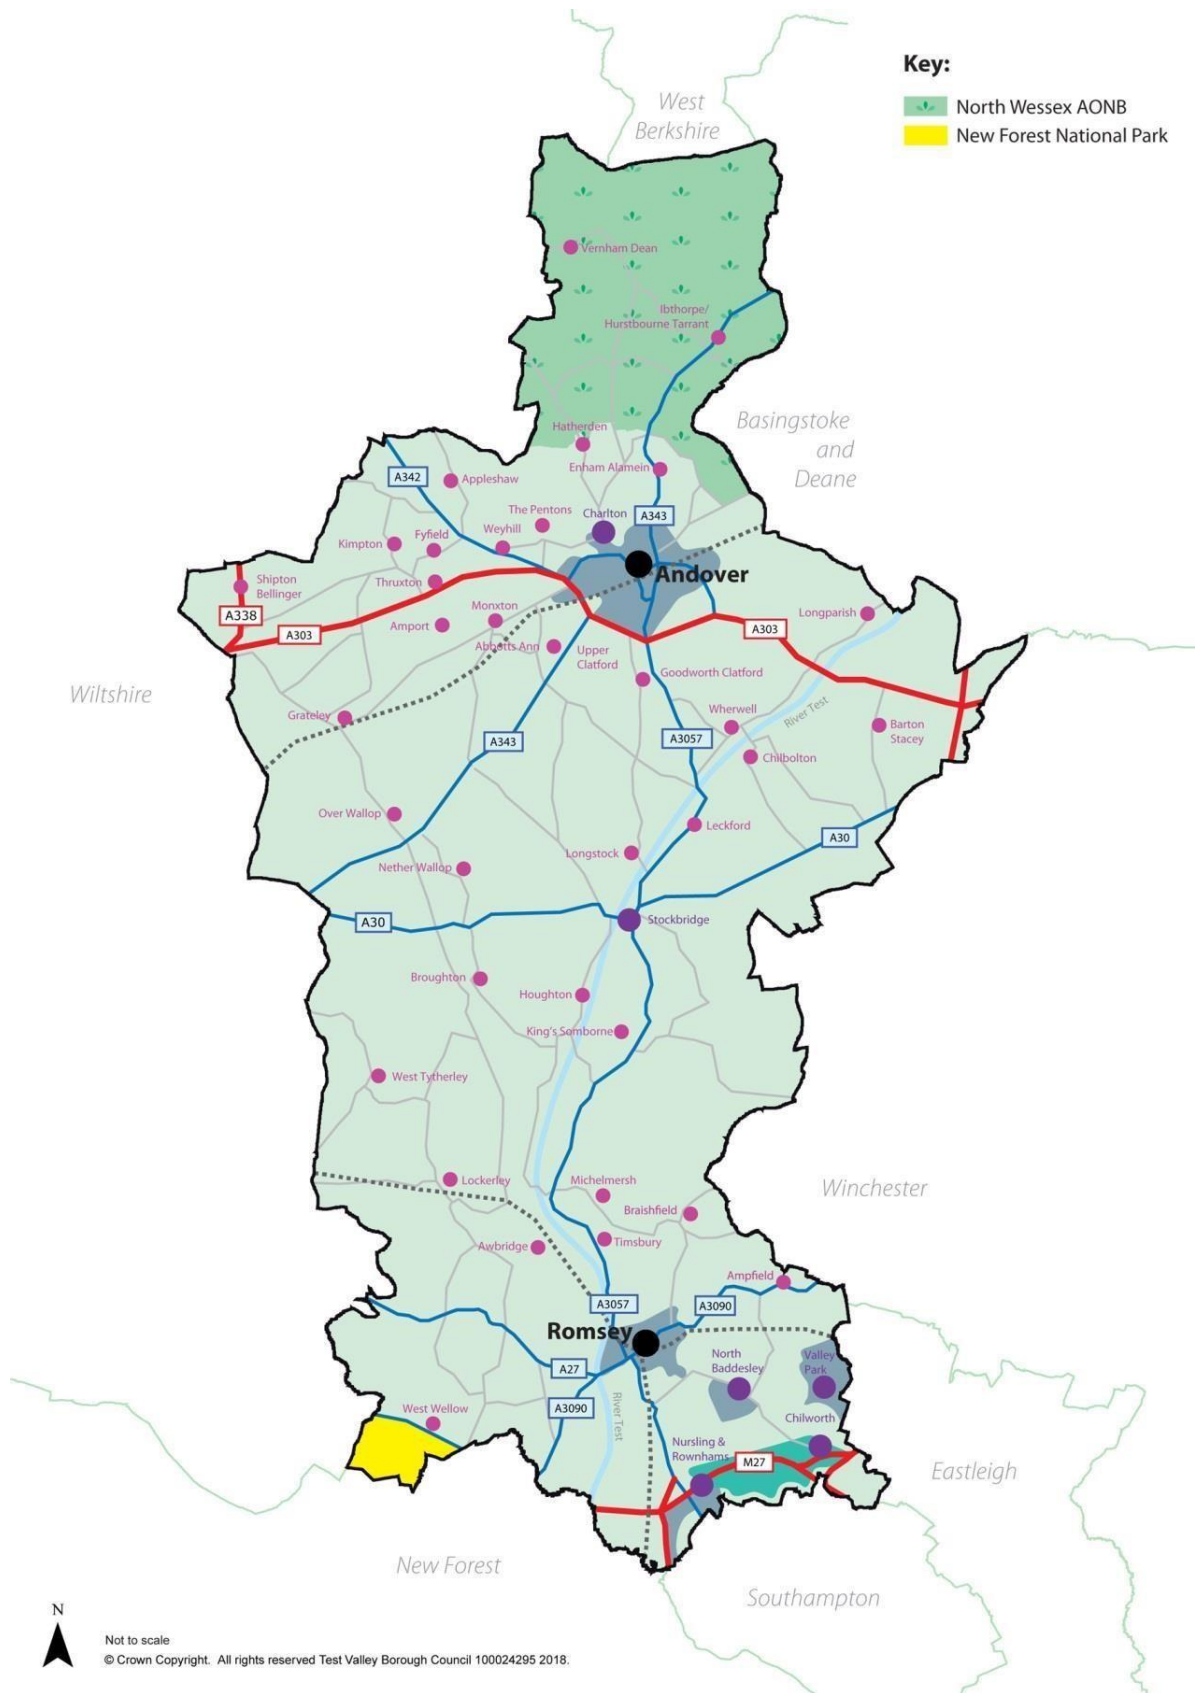 Key:
North Wessex AONB
New Forest National Park
West
Berkshire
Vernham Dean
Ibthorpe/
Hurstbourne Tarrant
Basingstoke
and
Deane
Hatherden
Enham Alamein
A342
Appleshaw
The Pentons
Charlton
A343
Weyhill
Fyfield
Kimpton
Andover
Shipton
Bellinger
Thruxton
A338
A303
Amport
Monxton
Longparish
A303
Abbotts Ann
Upper
Clatford
Goodworth Clatford
Wiltshire
Grateley
Wherwell
River Test
Barton
Stacey
A343
A3057
Chilbolton
Over Wallop
Leckford
A30
Longstock
Nether Wallop
A30
Stockbridge
Broughton
Houghton
King's Somborne
West Tytherley
Lockerley
Michelmersh
Winchester
Braishfield
Awbridge
Timsbury
Ampfield
A3057
A3090
Romsey
North
Baddesley
Valley
Park
A27
A3090
West Wellow
River Test
Chilworth
Nursling &
Rownhams
M27
Eastleigh
New Forest
Southampton
N
Not to scale
© Crown Copyright. All rights reserved Test Valley Borough Council 100024295 2018.